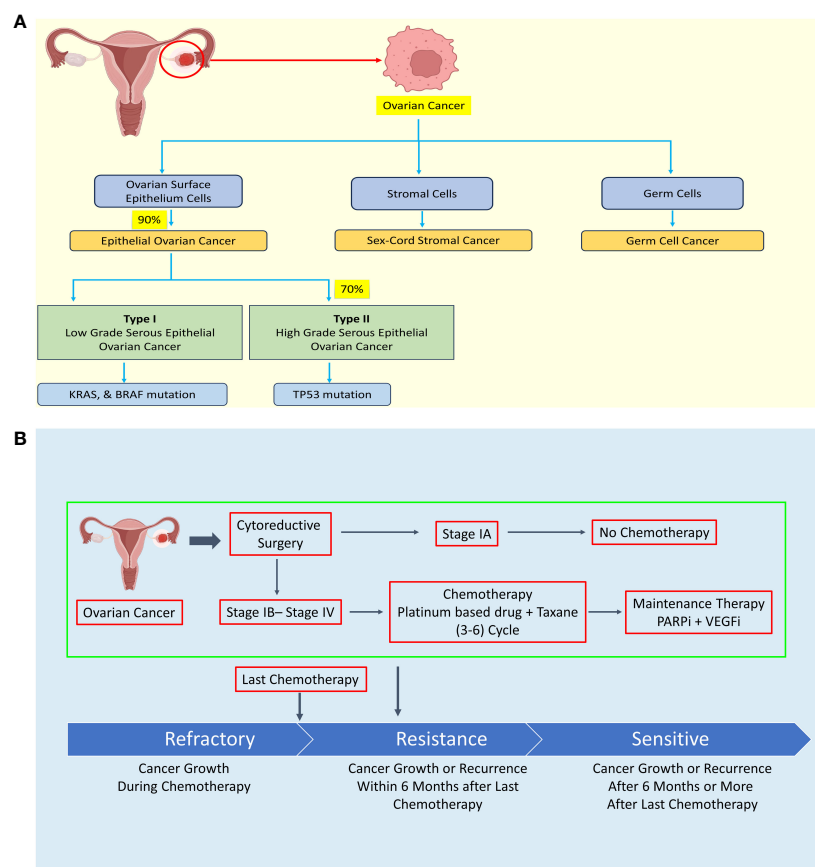 A
Ovarian Cancer
Ovarian Surface
Epithelium Cells
Stromal Cells
Germ Cells
90%
Epithelial Ovarian Cancer
Sex-Cord Stromal Cancer
Germ Cell Cancer
70%
Type I
Low Grade Serous Epithelial
Ovarian Cancer
Type II
High Grade Serous Epithelial
Ovarian Cancer
KRAS, & BRAF mutation
TP53 mutation
B
Cytoreductive
Surgery
Stage IA
No Chemotherapy
Ovarian Cancer
Stage IB– Stage IV
Chemotherapy
Platinum based drug + Taxane
(3-6) Cycle
Maintenance Therapy
PARPi + VEGFi
Last Chemotherapy
Refractory
Resistance
Sensitive
Cancer Growth
During Chemotherapy
Cancer Growth or Recurrence
Within 6 Months after Last
Chemotherapy
Cancer Growth or Recurrence
After 6 Months or More
After Last Chemotherapy